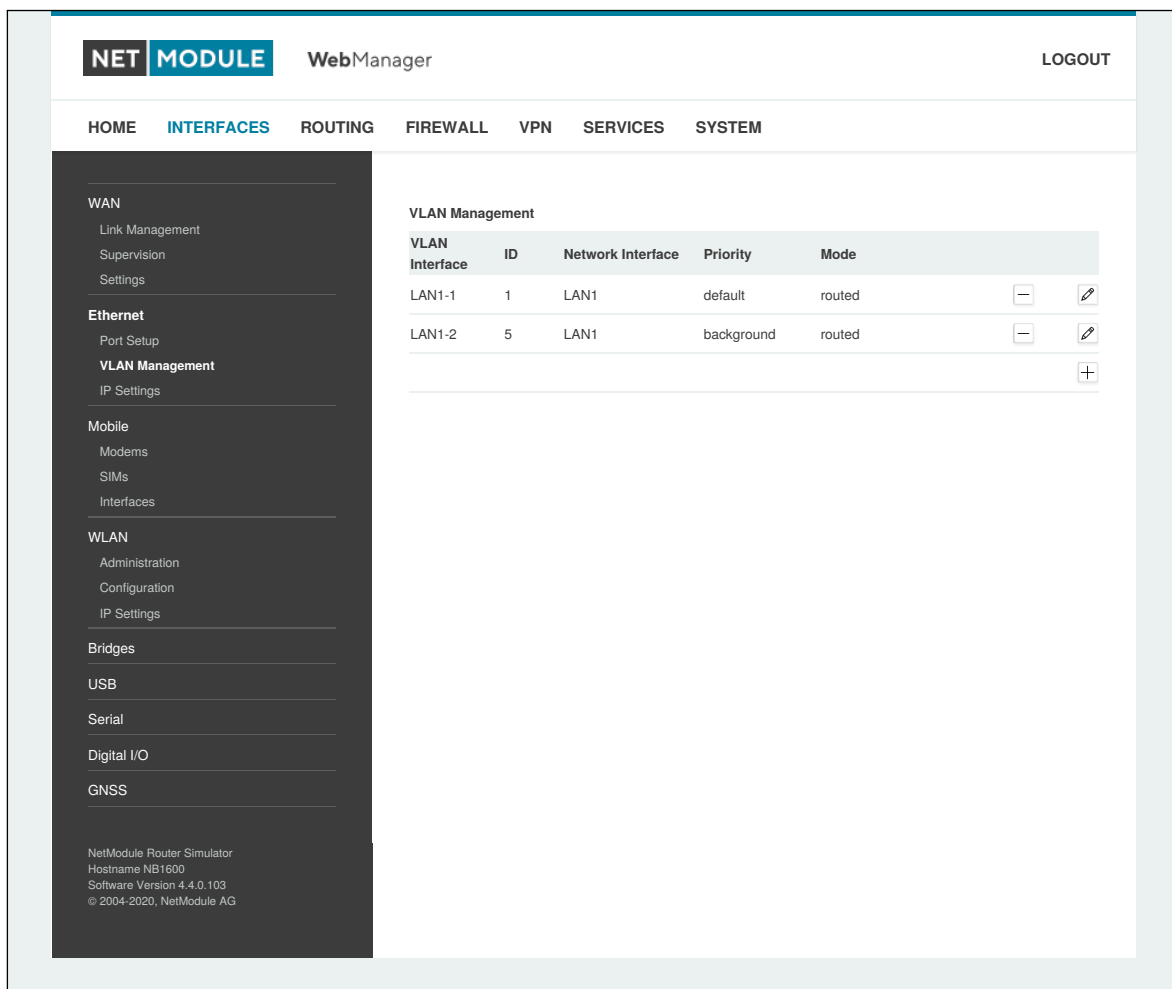 NET MODULE WebManager LOGOUT
HOME INTERFACES ROUTING FIREWALL VPN SERVICES SYSTEM
WAN
Link Management
Supervision
Settings
Ethernet
Port Setup
VLAN Management
IP Settings
Mobile
Modems
SIMs
Interfaces
WLAN
Administration
Configuration
IP Settings
Bridges
USB
Serial
Digital I/O
GNSS
NetModule Router Simulator
Hostname NB1600
Software Version 4.4.0.103
© 2004-2020, NetModule AG
VLAN Management
VLAN Interface ID Network Interface Priority Mode
LAN1-1 1 LAN1 default routed
LAN1-2 5 LAN1 background routed